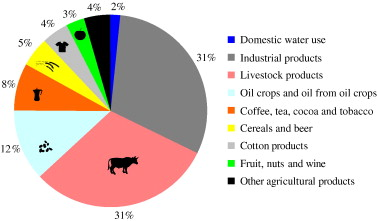 3%
4%
2%
4%
5%
31%
8%
12%
31%
Domestic water use
Industrial products
Livestock products
Oil crops and oil from oil crops
Coffee, tea, cocoa and tobacco
Cereals and beer
Cotton products
Fruit, nuts and wine
Other agricultural products